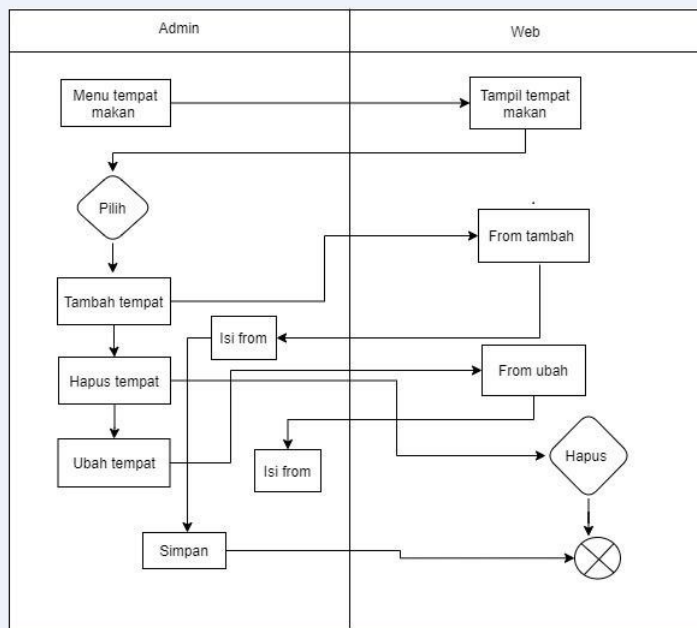 Admin
Web
Menu tempat
makan
Tampil tempat
makan
Pilih
From tambah
Tambah tempat
Isi from
From ubah
Hapus tempat
Hapus
Ubah tempat
Isi from
Simpan